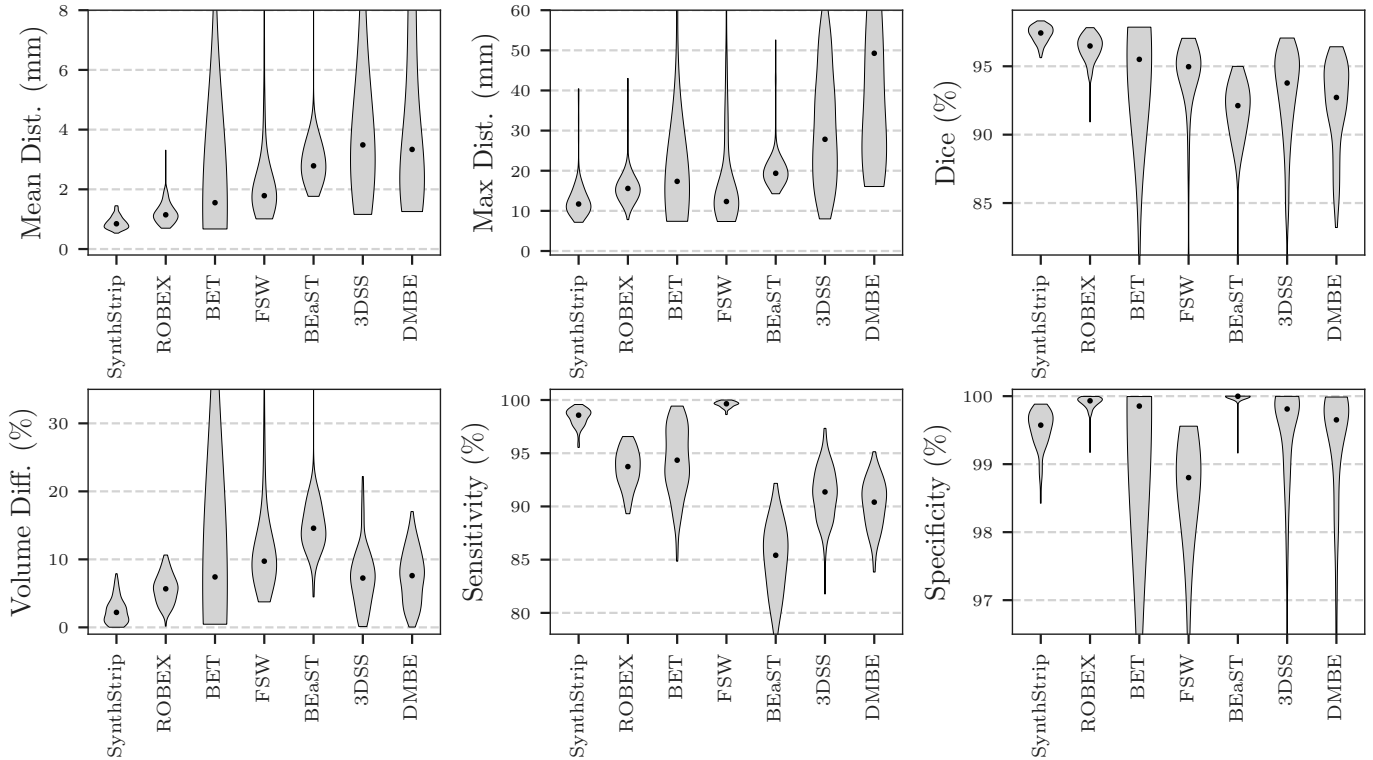 Mean Dist. (mm)
8
6
4
2
0
SynthStrip
ROBEX
BET
FSW
BEaST
3DSS
DMBE
Max Dist. (mm)
60
50
40
30
20
10
0
SynthStrip
ROBEX
BET
FSW
BEaST
3DSS
DMBE
Dice (%)
95
90
85
SynthStrip
ROBEX
BET
FSW
BEaST
3DSS
DMBE
Volume Diff. (%)
30
20
10
0
SynthStrip
ROBEX
BET
FSW
BEaST
3DSS
DMBE
Sensitivity (%)
100
95
90
85
80
SynthStrip
ROBEX
BET
FSW
BEaST
3DSS
DMBE
Specificity (%)
100
99
98
97
SynthStrip
ROBEX
BET
FSW
BEaST
3DSS
DMBE